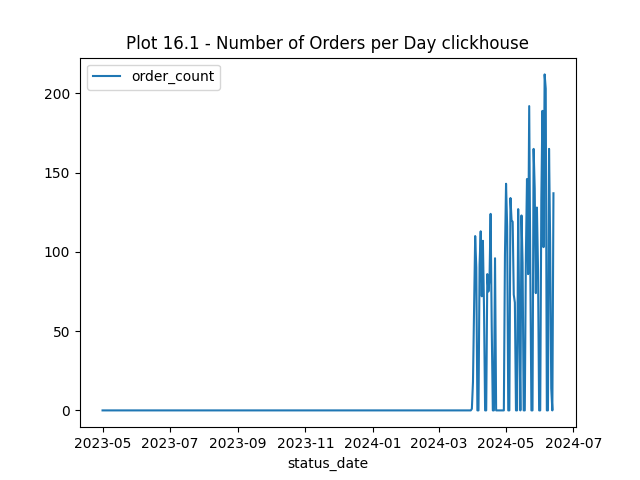 Plot 16.1 - Number of Orders per Day clickhouse
order_count
200
150
100
50
0
2023-05 2023-07 2023-09 2023-11 2024-01 2024-03 2024-05 2024-07
status_date